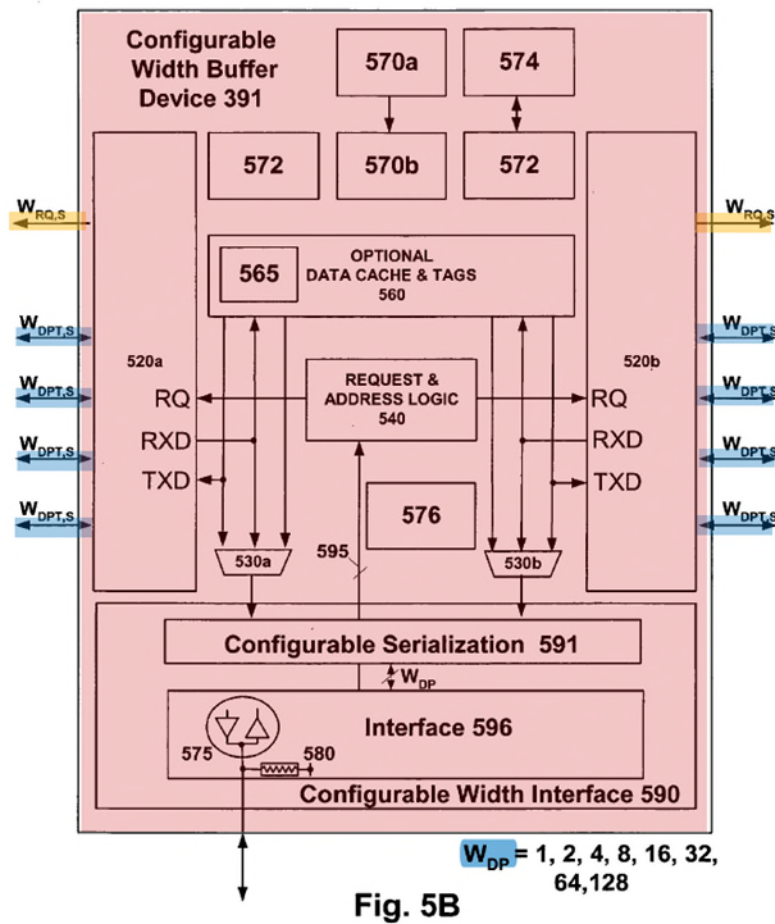 Configurable
Width Buffer
Device 391
570a
574
572
570b
572
W_RQ,S
W_RQ,S
OPTIONAL
565 DATA CACHE & TAGS
560
W_DPT,S
W_DPT,S
520a
520b
W_DPT,S
W_DPT,S
RQ
REQUEST &
ADDRESS LOGIC
540
RQ
W_DPT,S
RXD
RXD
W_DPT,S
TXD
TXD
W_DPT,S
576
W_DPT,S
595
530a
530b
Configurable Serialization 591
W_DP
Interface 596
575
580
Configurable Width Interface 590
W_DP = 1, 2, 4, 8, 16, 32,
64,128
Fig. 5B